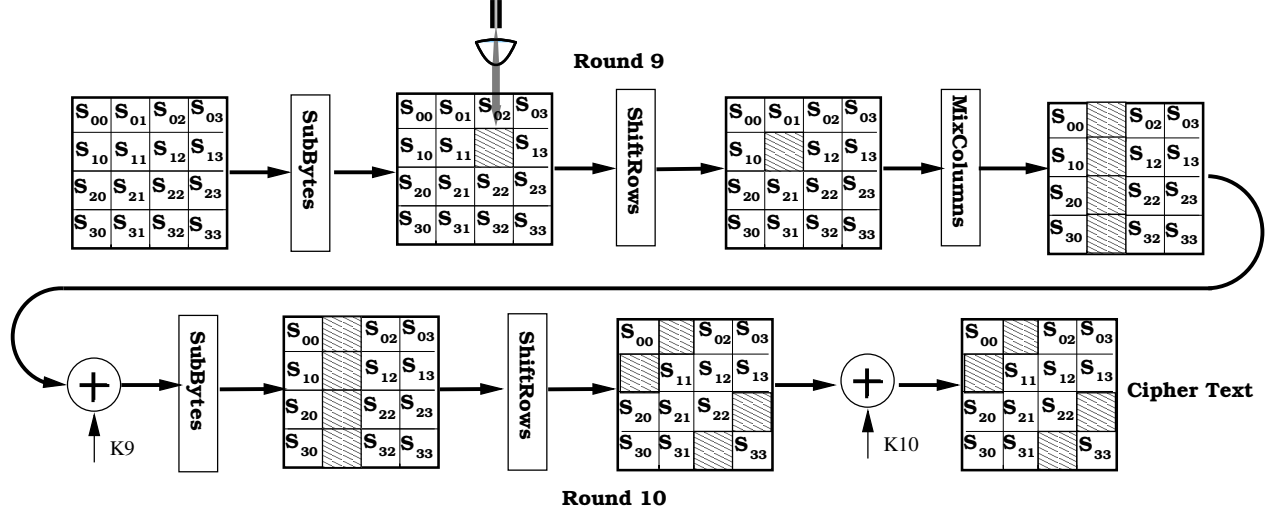 Round 9
S00 S01 S02 S03
S10 S11 S12 S13
S20 S21 S22 S23
S30 S31 S32 S33
SubBytes
S00 S01 S02 S03
S10 S11 S13
S20 S21 S22 S23
S30 S31 S32 S33
ShiftRows
S00 S01 S02 S03
S10 S12 S13
S20 S21 S22 S23
S30 S31 S32 S33
MixColumns
S00 S02 S03
S10 S12 S13
S20 S22 S23
S30 S32 S33
+
K9
SubBytes
S00 S02 S03
S10 S12 S13
S20 S22 S23
S30 S32 S33
ShiftRows
S00 S02 S03
S11 S12 S13
S20 S21 S22
S30 S31 S33
+
K10
S00 S02 S03
S11 S12 S13
S20 S21 S22
S30 S31 S33
Cipher Text
Round 10